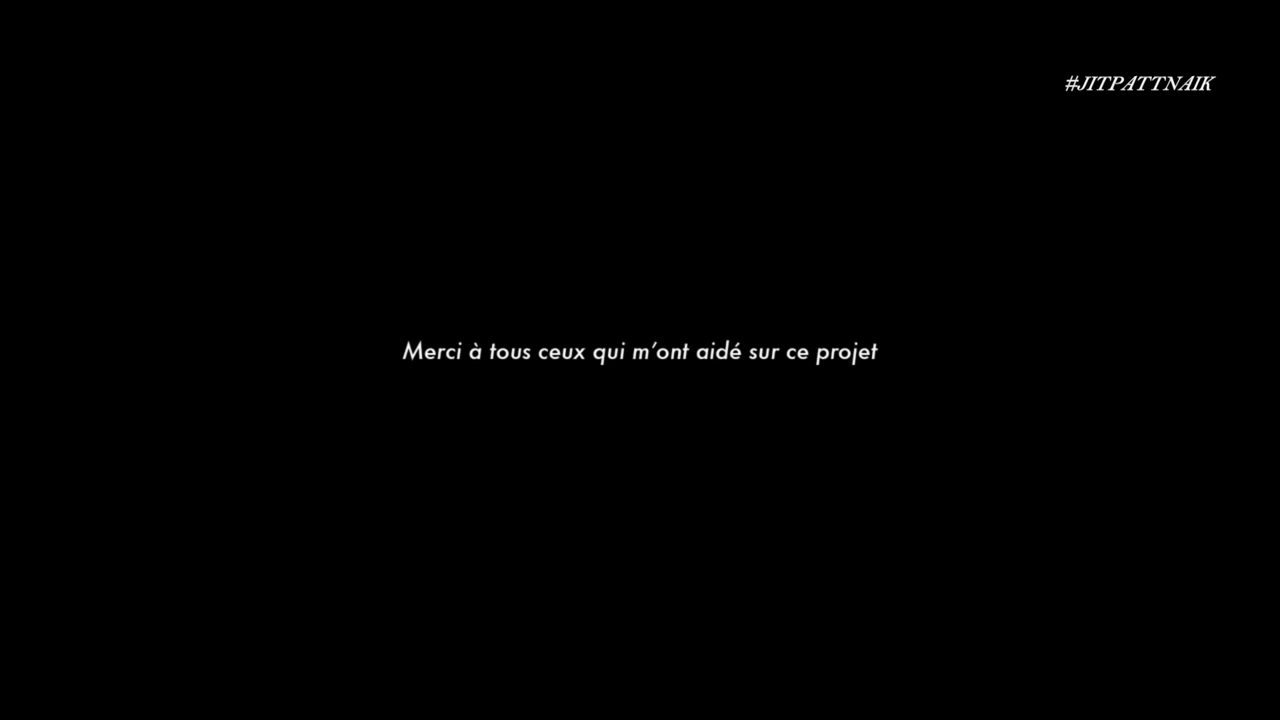 #JITPATTNAIK
Merci à tous ceux qui m’ont aidé sur ce projet